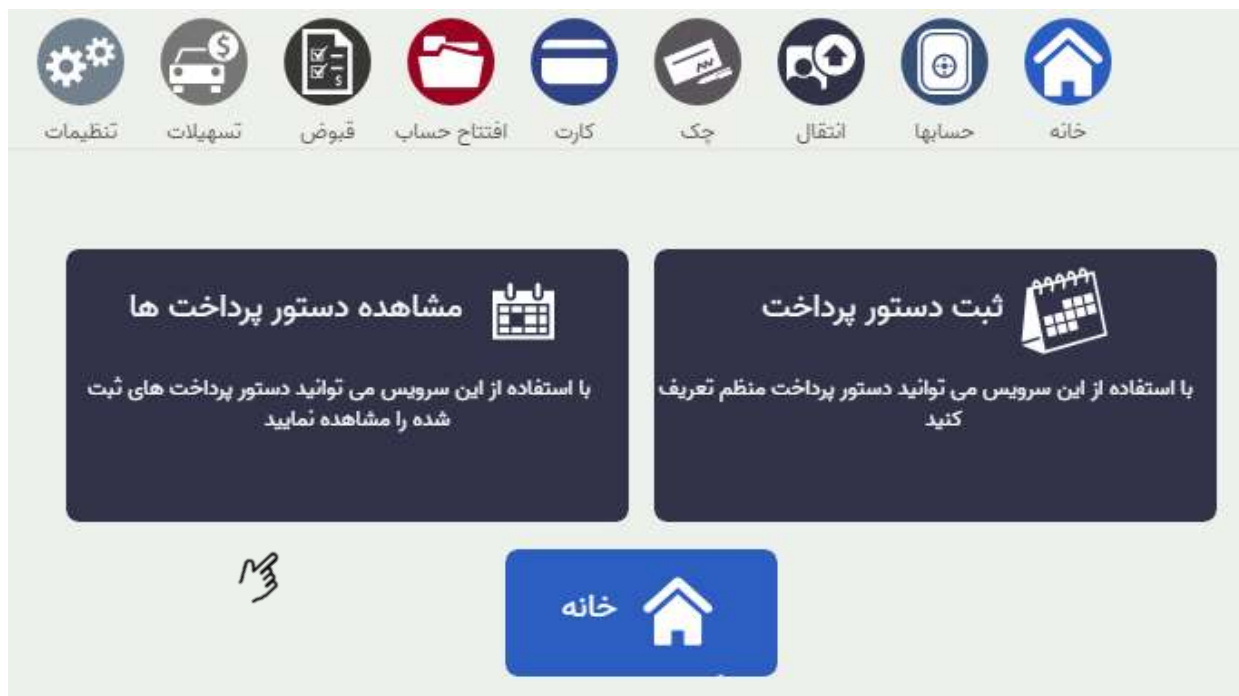 خانه
حسابها
انتقال
چک
کارت
افتتاح حساب
قبوض
تسهیلات
تنظیمات
ثبت دستور پرداخت
با استفاده از این سرویس می توانید دستور پرداخت منظم تعریف
کنید
مشاهده دستور پرداخت ها
با استفاده از این سرویس می توانید دستور پرداخت های ثبت
شده را مشاهده نمایید
خانه